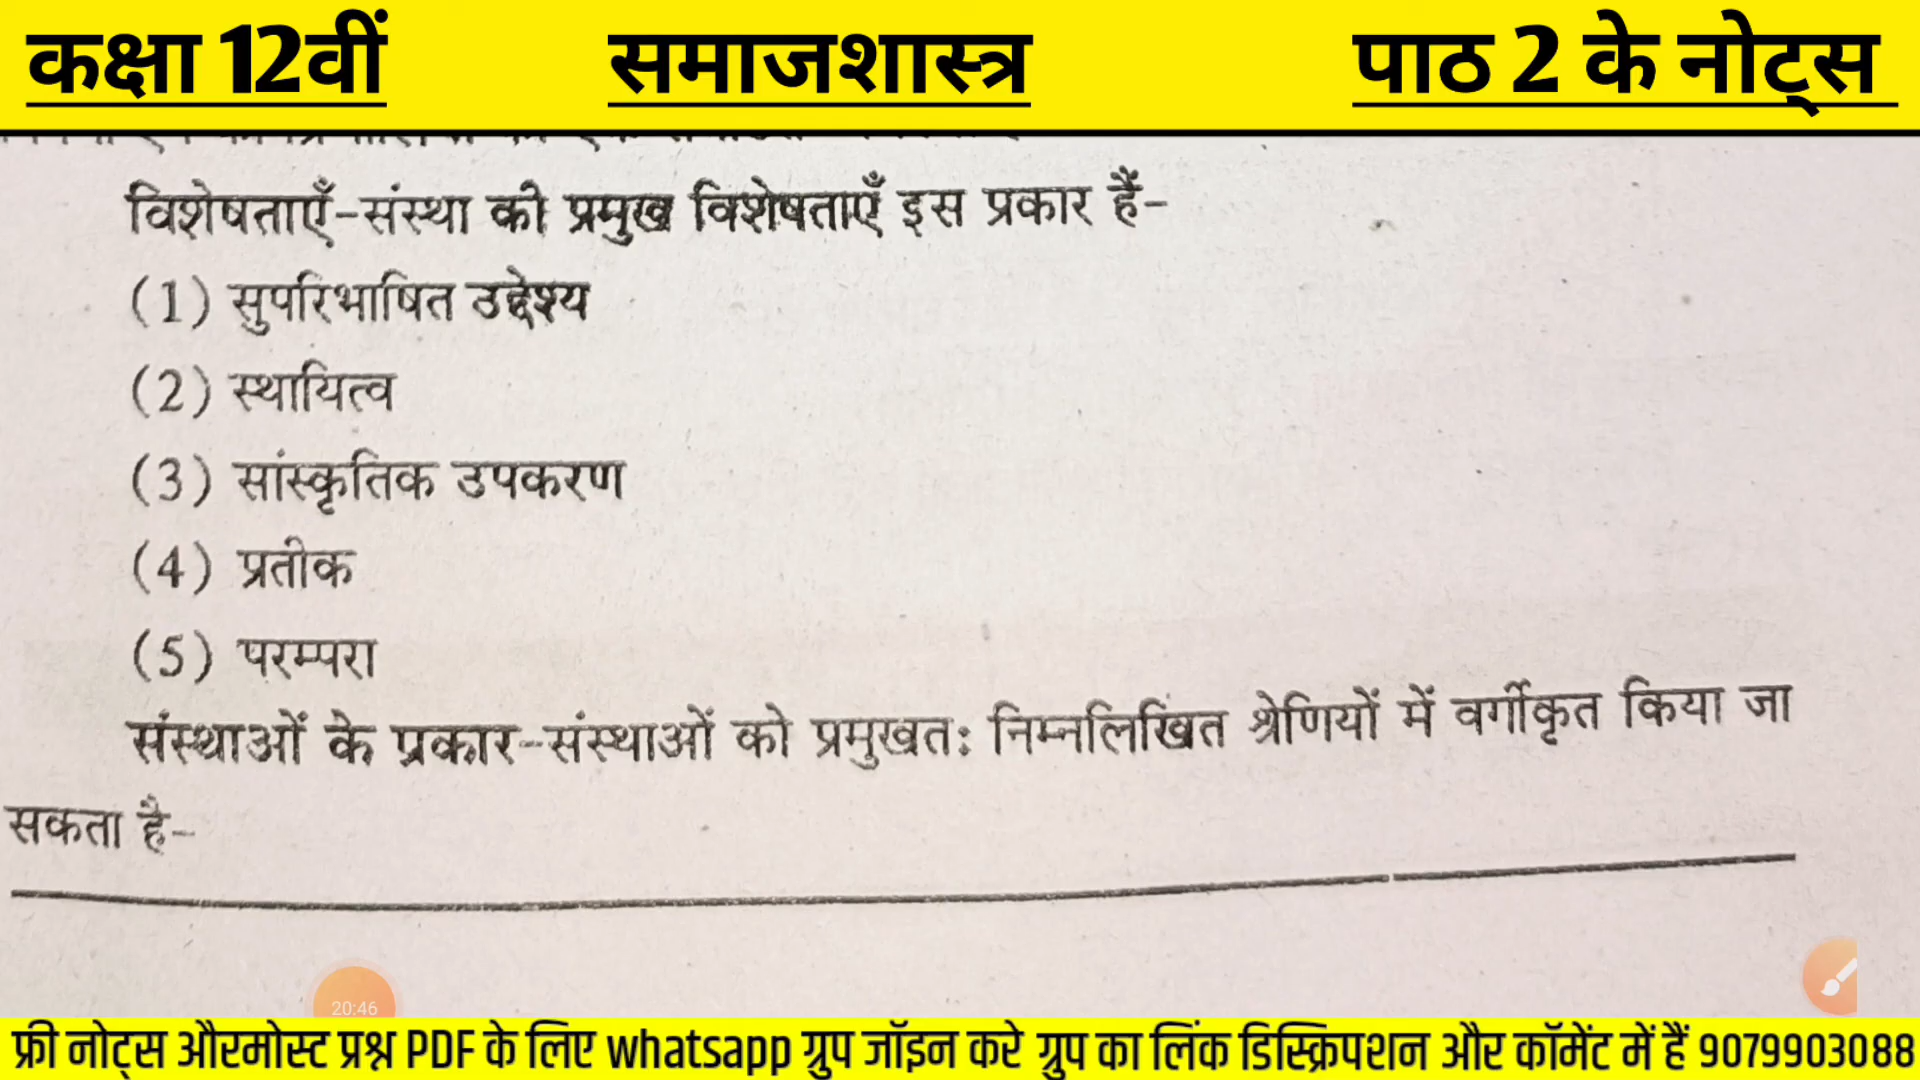 कक्षा 12वीं समाजशास्त्र पाठ 2 के नोट्स
विशेषताएँ-संस्था की प्रमुख विशेषताएँ इस प्रकार हैं-
(1) सुपरिभाषित उद्देश्य
(2) स्थायित्व
(3) सांस्कृतिक उपकरण
(4) प्रतीक
(5) परम्परा
संस्थाओं के प्रकार-संस्थाओं को प्रमुखतः निम्नलिखित श्रेणियों में वर्गीकृत किया जा
सकता है-
20:46
फ्री नोट्स औरमोस्ट प्रश्न PDF के लिए whatsapp ग्रुप जॉइन करे ग्रुप का लिंक डिस्क्रिपशन और कॉमेंट में हैं 9079903088